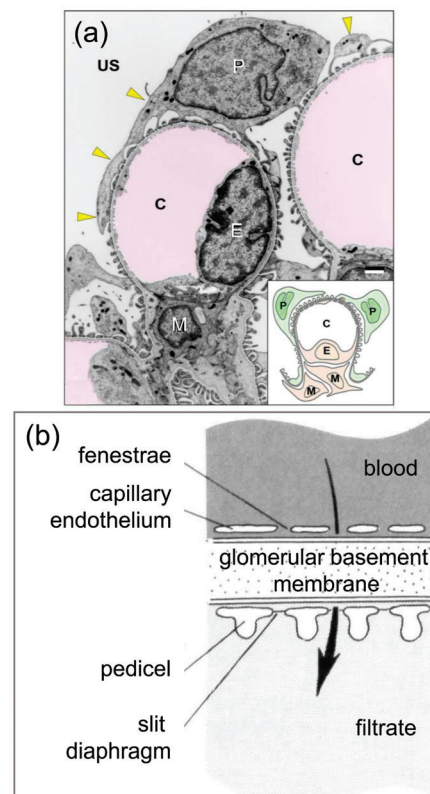 (a)
US
P
C
C
E
M
P
C
P
E
M
M
(b)
fenestrae
blood
capillary
endothelium
glomerular basement
membrane
pedicel
slit
diaphragm
filtrate